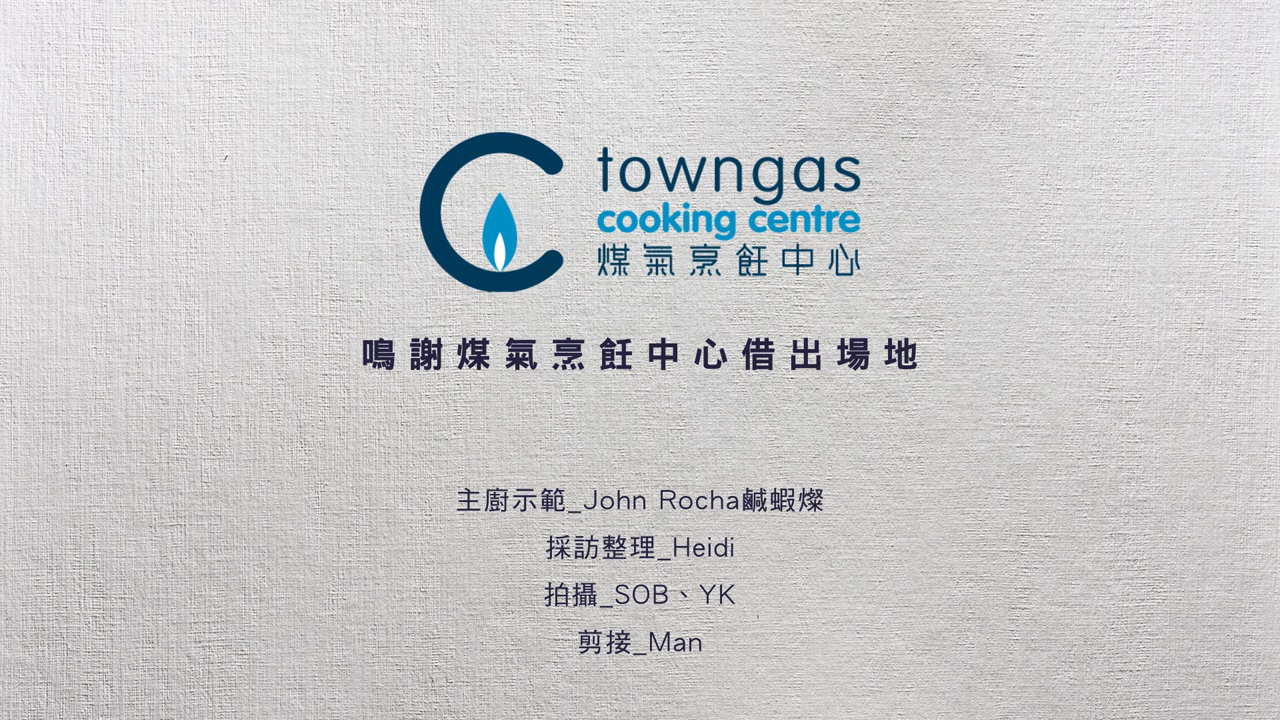 towngas
cooking centre
煤氣烹飪中心
鳴謝煤氣烹飪中心借出場地
主廚示範_John Rocha鹹蝦燦
採訪整理_Heidi
拍攝_SOB、YK
剪接_Man